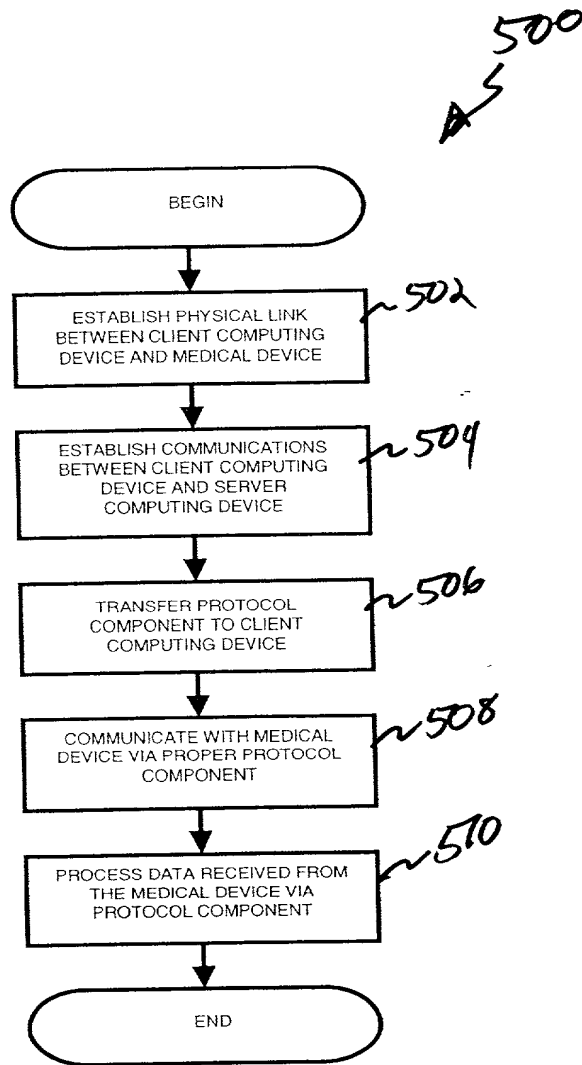 500
BEGIN
ESTABLISH PHYSICAL LINK
BETWEEN CLIENT COMPUTING
DEVICE AND MEDICAL DEVICE
502
ESTABLISH COMMUNICATIONS
BETWEEN CLIENT COMPUTING
DEVICE AND SERVER
COMPUTING DEVICE
504
TRANSFER PROTOCOL
COMPONENT TO CLIENT
COMPUTING DEVICE
506
COMMUNICATE WITH MEDICAL
DEVICE VIA PROPER PROTOCOL
COMPONENT
508
PROCESS DATA RECEIVED FROM
THE MEDICAL DEVICE VIA
PROTOCOL COMPONENT
510
END